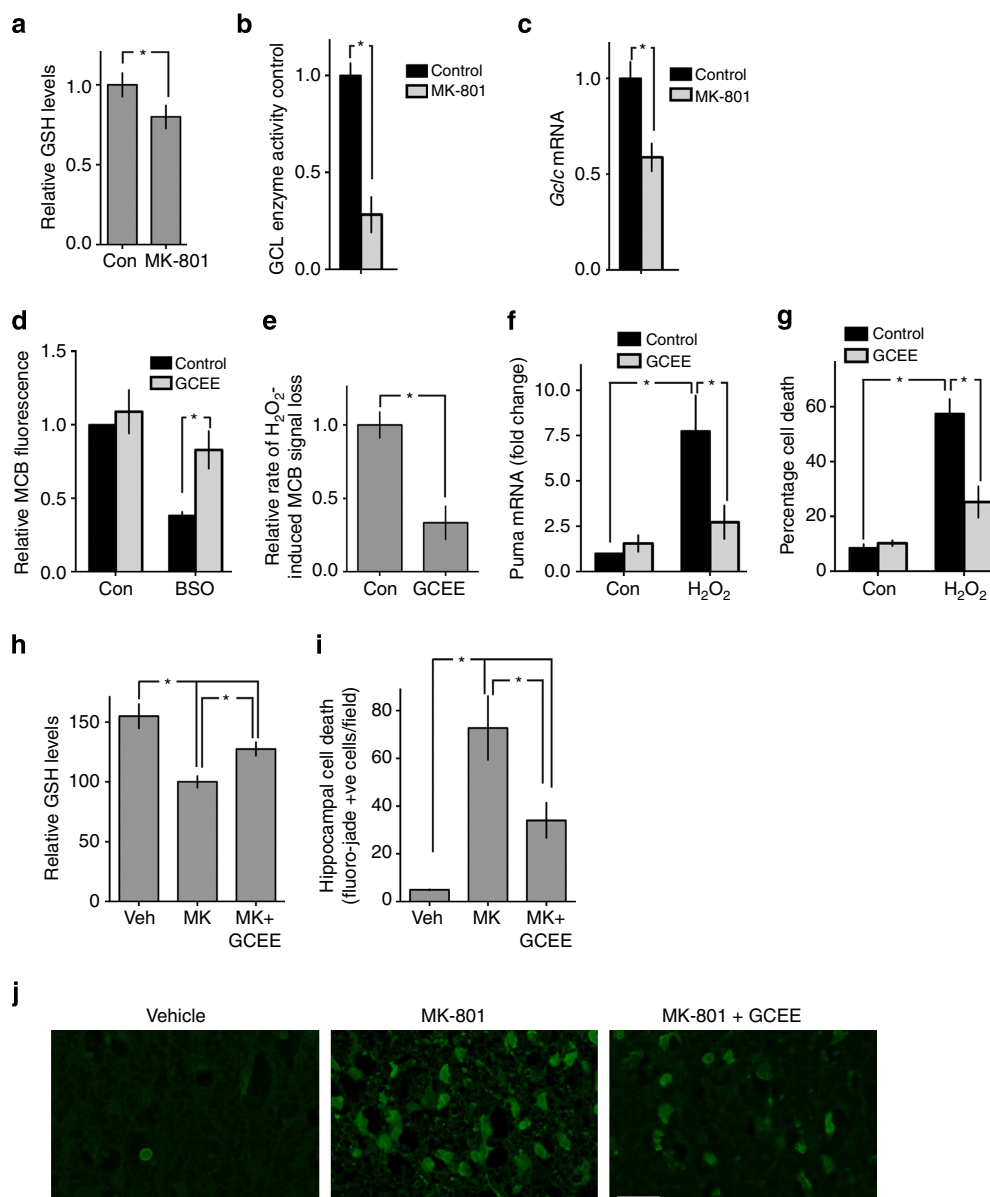 a
Relative GSH levels
1.0
0.5
0.0
*
Con MK-801
b
GCL enzyme activity control
1.0
0.5
0.0
*
Control
MK-801
c
Gclc mRNA
1.0
0.5
0.0
*
Control
MK-801
d
Relative MCB fluorescence
1.5
1.0
0.5
0.0
Control
GCEE
*
Con BSO
e
Relative rate of H2O2-
induced MCB signal loss
1.0
0.5
0.0
*
Con GCEE
f
Puma mRNA (fold change)
10.0
7.5
5.0
2.5
0.0
Control
GCEE
* *
Con H2O2
g
Percentage cell death
60
40
20
0
Control
GCEE
* *
Con H2O2
h
Relative GSH levels
150
100
50
0
*
*
Veh MK MK+
GCEE
i
Hippocampal cell death
(fluoro-jade +ve cells/field)
80
60
40
20
0
*
*
Veh MK MK+
GCEE
j
Vehicle MK-801 MK-801 + GCEE